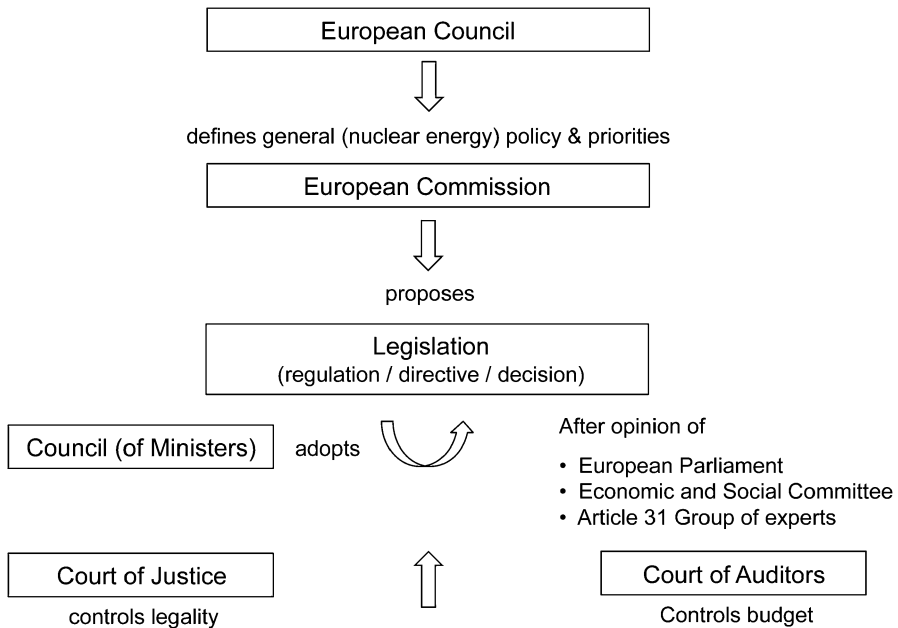 European Council
defines general (nuclear energy) policy & priorities
European Commission
proposes
Legislation
(regulation / directive / decision)
Council (of Ministers)
adopts
After opinion of
• European Parliament
• Economic and Social Committee
• Article 31 Group of experts
Court of Justice
controls legality
Court of Auditors
Controls budget